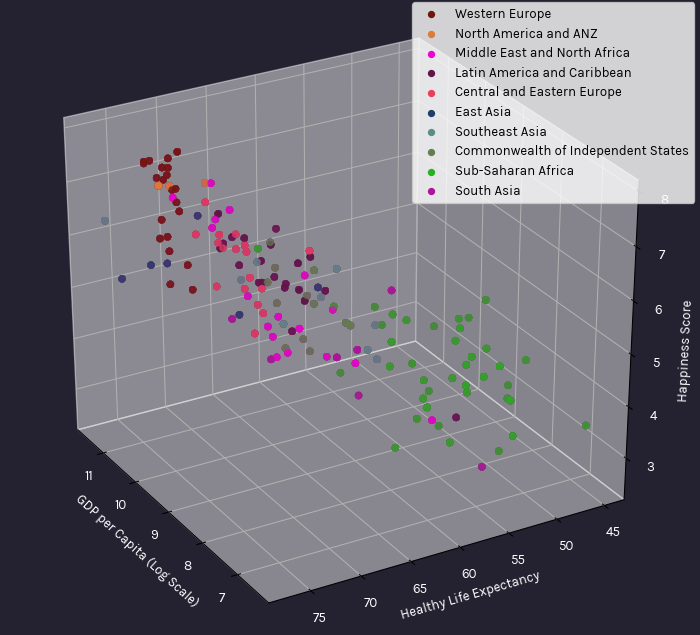 Western Europe
North America and ANZ
Middle East and North Africa
Latin America and Caribbean
Central and Eastern Europe
East Asia
Southeast Asia
Commonwealth of Independent States
Sub-Saharan Africa
South Asia
8
7
6
5
4
3
Happiness Score
11
10
9
8
7
GDP per Capita (Log Scale)
75
70
65
60
55
50
45
Healthy Life Expectancy